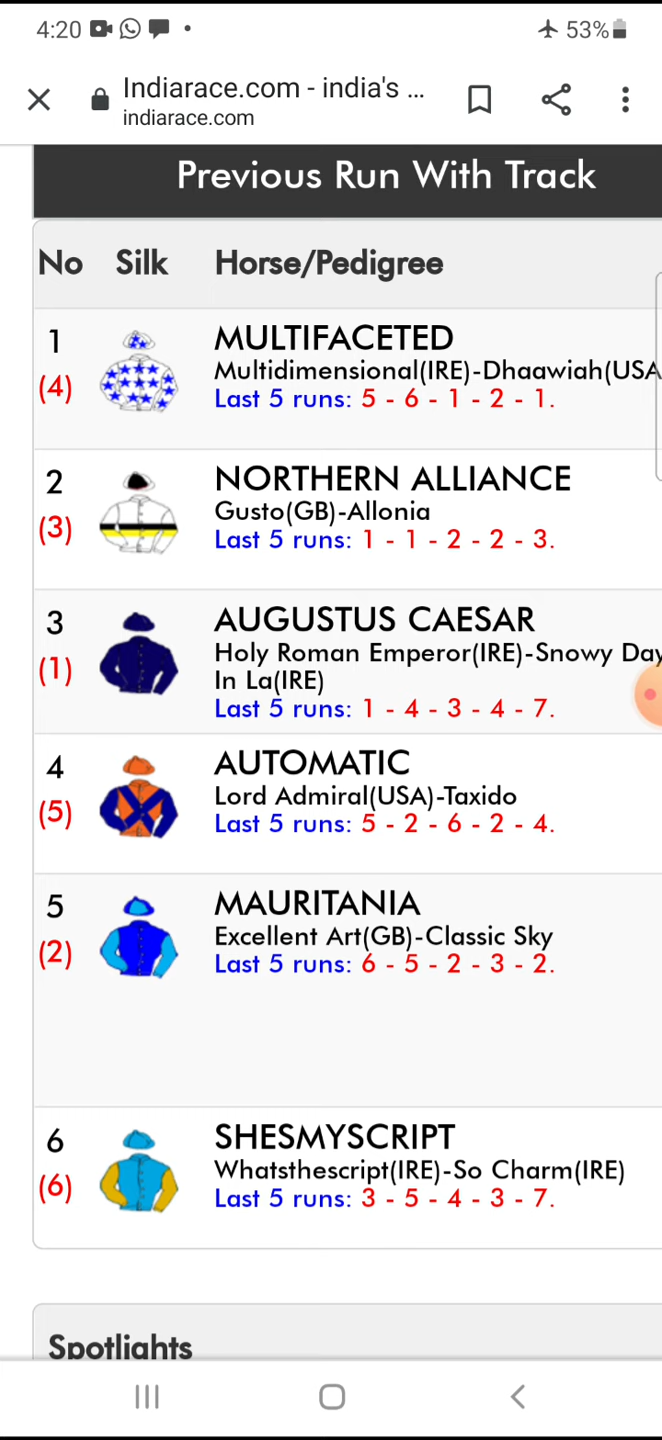 4:20
53%
Indiarace.com - india's ...
indiarace.com
Previous Run With Track
No Silk Horse/Pedigree
1 MULTIFACETED
(4) Multidimensional(IRE)-Dhaawiah(USA
Last 5 runs: 5 - 6 - 1 - 2 - 1.
2 NORTHERN ALLIANCE
(3) Gusto(GB)-Allonia
Last 5 runs: 1 - 1 - 2 - 2 - 3.
3 AUGUSTUS CAESAR
(1) Holy Roman Emperor(IRE)-Snowy Day
In La(IRE)
Last 5 runs: 1 - 4 - 3 - 4 - 7.
4 AUTOMATIC
(5) Lord Admiral(USA)-Taxido
Last 5 runs: 5 - 2 - 6 - 2 - 4.
5 MAURITANIA
(2) Excellent Art(GB)-Classic Sky
Last 5 runs: 6 - 5 - 2 - 3 - 2.
6 SHESMYSCRIPT
(6) Whatsthescript(IRE)-So Charm(IRE)
Last 5 runs: 3 - 5 - 4 - 3 - 7.
Spotlights